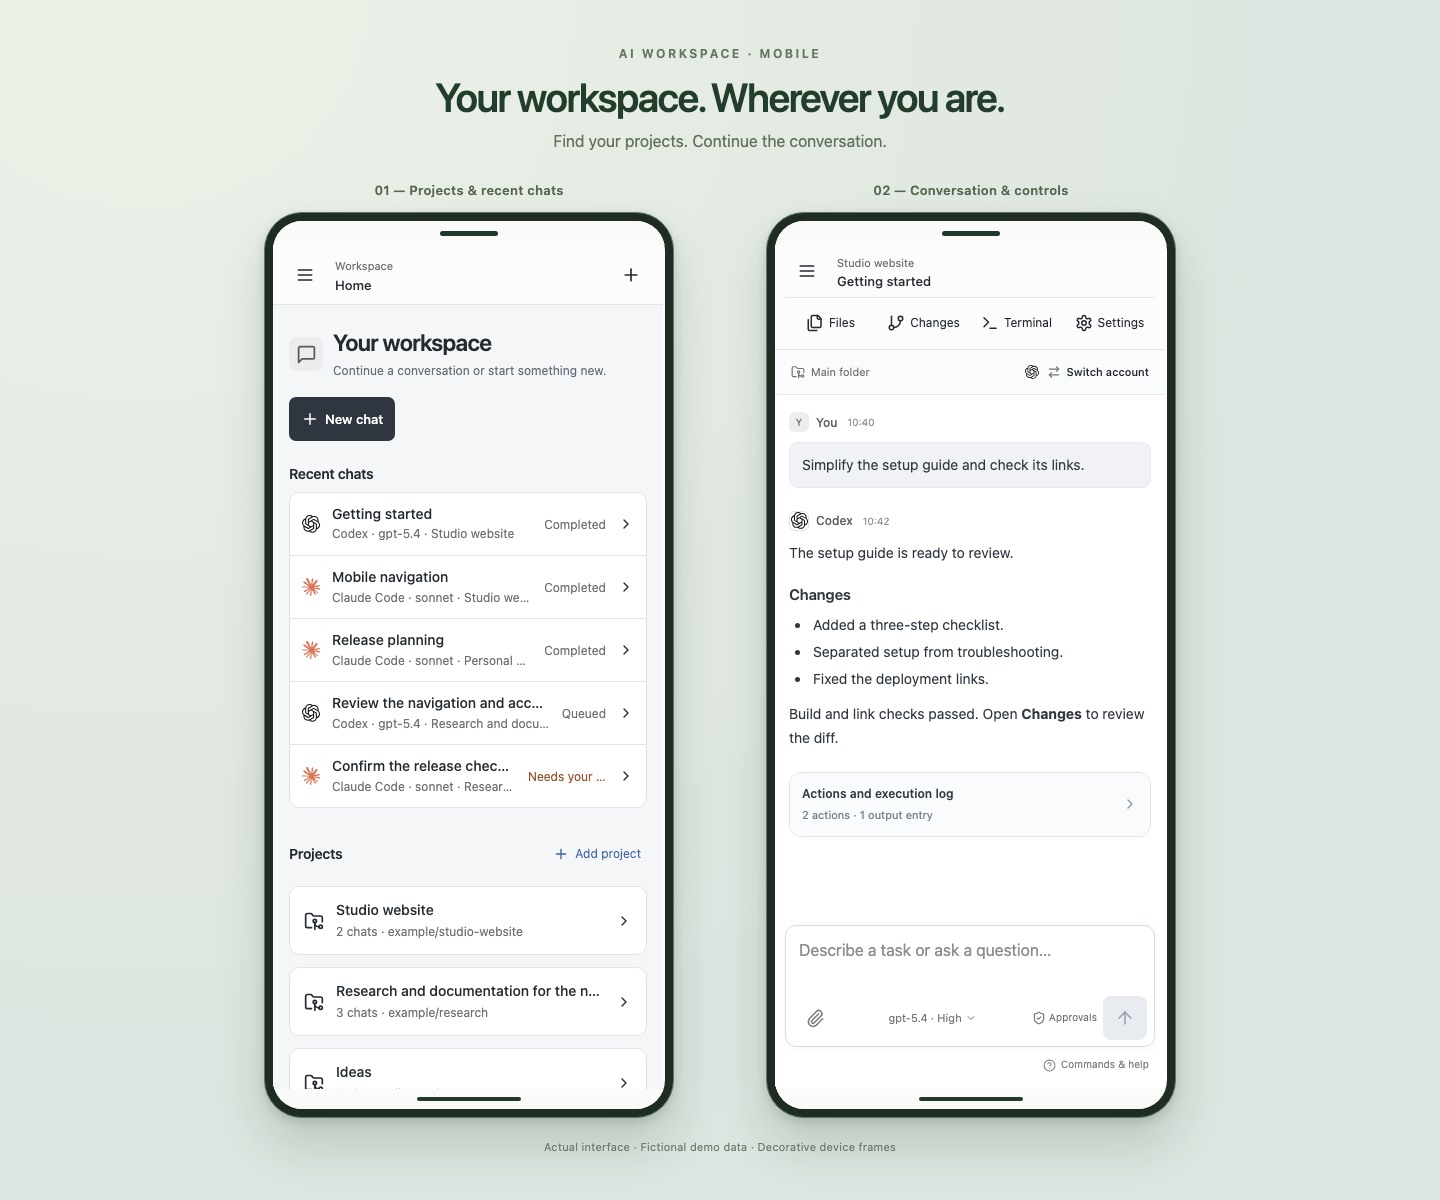 AI WORKSPACE · MOBILE
Your workspace. Wherever you are.
Find your projects. Continue the conversation.
01 — Projects & recent chats
Workspace
Home
Your workspace
Continue a conversation or start something new.
New chat
Recent chats
Getting started
Codex · gpt-5.4 · Studio website
Completed
Mobile navigation
Claude Code · sonnet · Studio we...
Completed
Release planning
Claude Code · sonnet · Personal ...
Completed
Review the navigation and acc...
Codex · gpt-5.4 · Research and docu...
Queued
Confirm the release chec...
Claude Code · sonnet · Resear...
Needs your ...
Projects
Add project
Studio website
2 chats · example/studio-website
Research and documentation for the n...
3 chats · example/research
Ideas
02 — Conversation & controls
Studio website
Getting started
Files Changes Terminal Settings
Main folder Switch account
Y You 10:40
Simplify the setup guide and check its links.
Codex 10:42
The setup guide is ready to review.
Changes
• Added a three-step checklist.
• Separated setup from troubleshooting.
• Fixed the deployment links.
Build and link checks passed. Open Changes to review
the diff.
Actions and execution log
2 actions · 1 output entry
Describe a task or ask a question...
gpt-5.4 · High Approvals
Commands & help
Actual interface · Fictional demo data · Decorative device frames